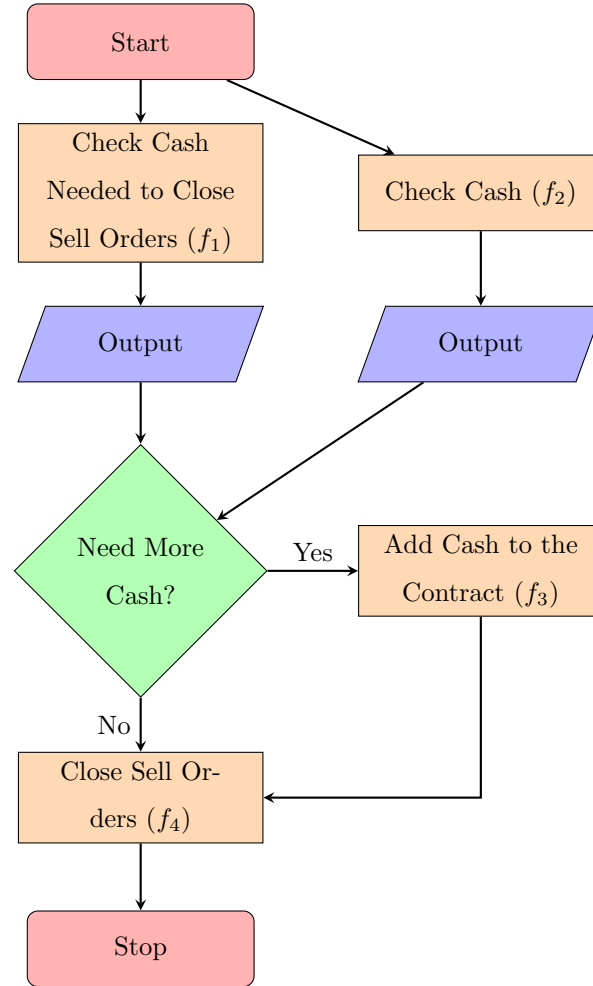 Start
Check Cash
Needed to Close
Sell Orders (f₁)
Check Cash (f₂)
Output
Output
Need More
Cash?
Yes
Add Cash to the
Contract (f₃)
No
Close Sell Or-
ders (f₄)
Stop